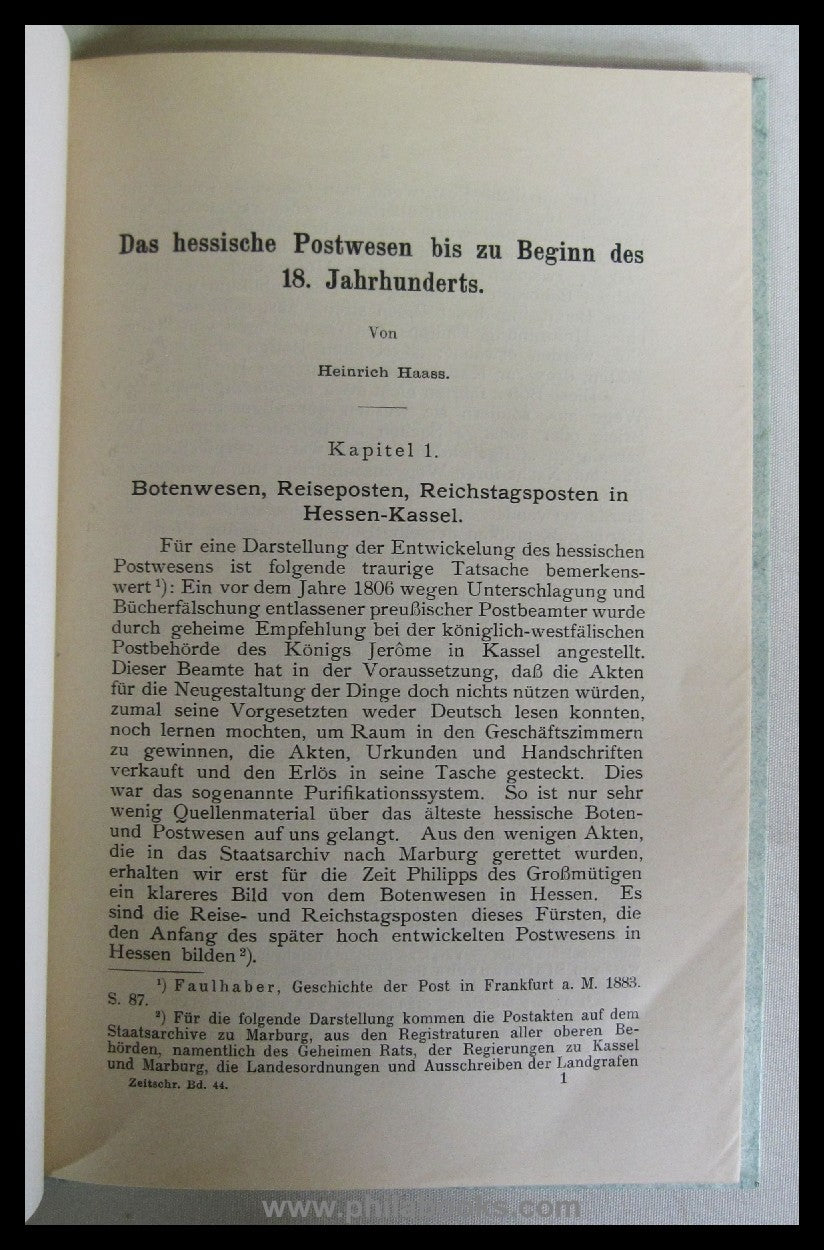 Das hessische Postwesen bis zu Beginn des
18. Jahrhunderts.
Von
Heinrich Haass.
Kapitel 1.
Botenwesen, Reiseposten, Reichstagsposten in
Hessen-Kassel.
Für eine Darstellung der Entwickelung des hessischen
Postwesens ist folgende traurige Tatsache bemerkens-
wert¹): Ein vor dem Jahre 1806 wegen Unterschlagung und
Bücherfälschung entlassener preußischer Postbeamter wurde
durch geheime Empfehlung bei der königlich-westfälischen
Postbehörde des Königs Jerôme in Kassel angestellt.
Dieser Beamte hat in der Voraussetzung, daß die Akten
für die Neugestaltung der Dinge doch nichts nützen würden,
zumal seine Vorgesetzten weder Deutsch lesen konnten,
noch lernen mochten, um Raum in den Geschäftszimmern
zu gewinnen, die Akten, Urkunden und Handschriften
verkauft und den Erlös in seine Tasche gesteckt. Dies
war das sogenannte Purifikationssystem. So ist nur sehr
wenig Quellenmaterial über das älteste hessische Boten-
und Postwesen auf uns gelangt. Aus den wenigen Akten,
die in das Staatsarchiv nach Marburg gerettet wurden,
erhalten wir erst für die Zeit Philipps des Großmütigen
ein klareres Bild von dem Botenwesen in Hessen. Es
sind die Reise- und Reichstagsposten dieses Fürsten, die
den Anfang des später hoch entwickelten Postwesens in
Hessen bilden²).
¹) Faulhaber, Geschichte der Post in Frankfurt a. M. 1883.
S. 87.
²) Für die folgende Darstellung kommen die Postakten auf dem
Staatsarchive zu Marburg, aus den Registraturen aller oberen Be-
hörden, namentlich des Geheimen Rats, der Regierungen zu Kassel
und Marburg, die Landesordnungen und Ausschreiben der Landgrafen
Zeitschr. Bd. 44. 1
www.philabooks.com